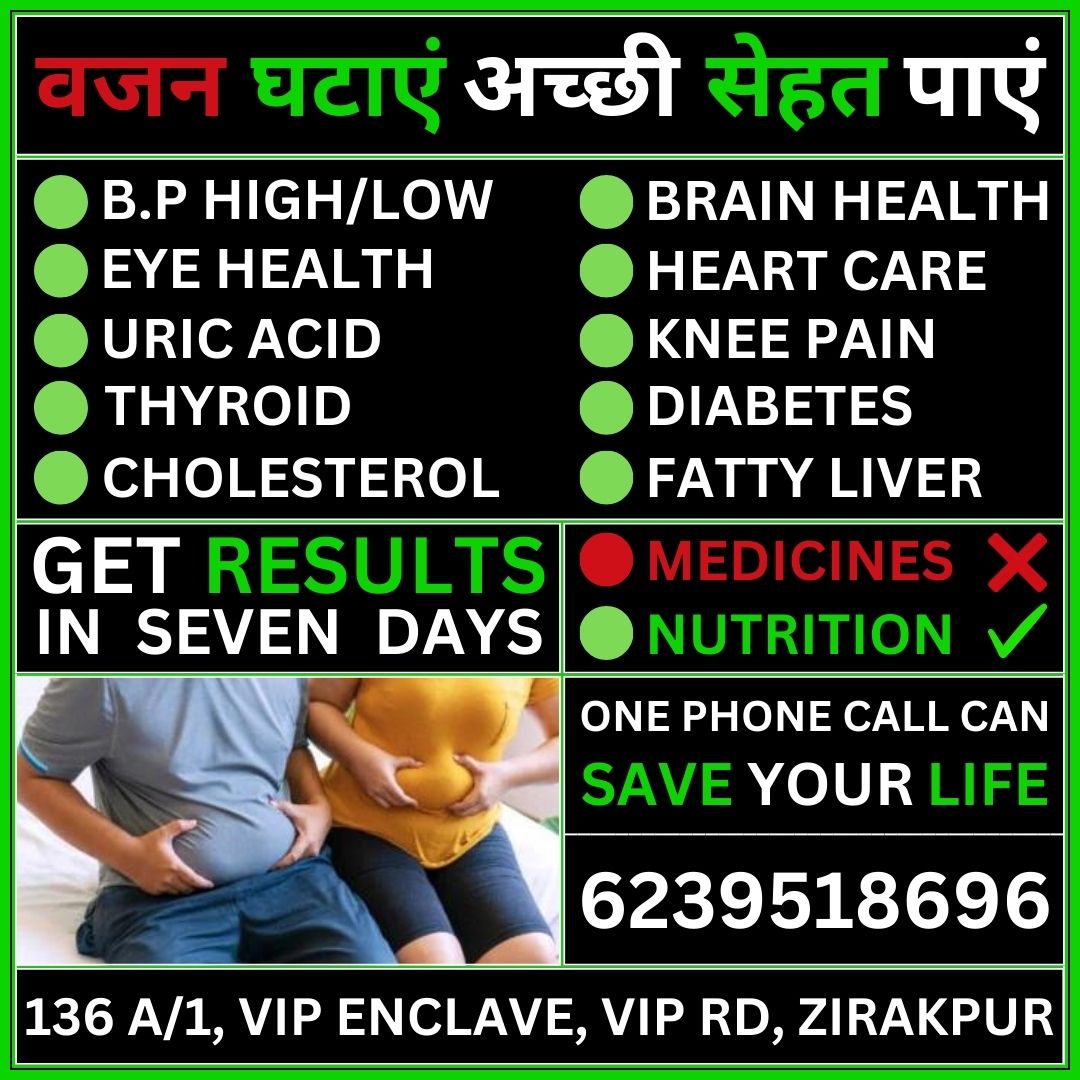 वजन घटाएं अच्छी सेहत पाएं
B.P HIGH/LOW
EYE HEALTH
URIC ACID
THYROID
CHOLESTEROL
BRAIN HEALTH
HEART CARE
KNEE PAIN
DIABETES
FATTY LIVER
GET RESULTS
IN SEVEN DAYS
MEDICINES ❌
NUTRITION ✓
ONE PHONE CALL CAN
SAVE YOUR LIFE
6239518696
136 A/1, VIP ENCLAVE, VIP RD, ZIRAKPUR